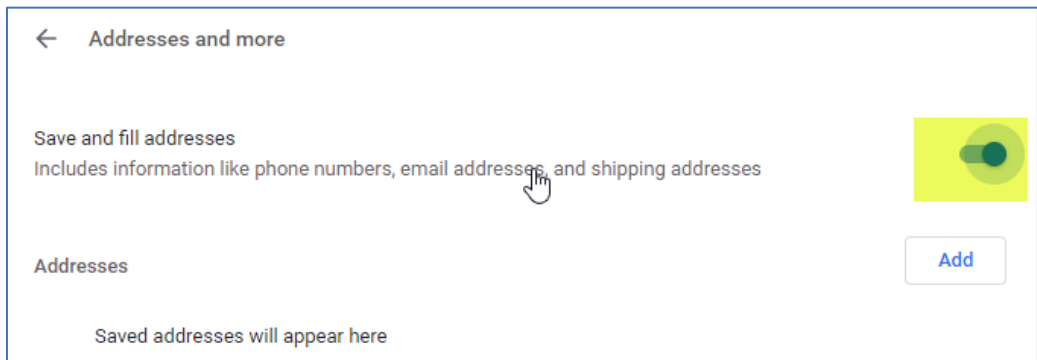 Addresses and more
Save and fill addresses
Includes information like phone numbers, email addresses, and shipping addresses
Addresses
Add
Saved addresses will appear here